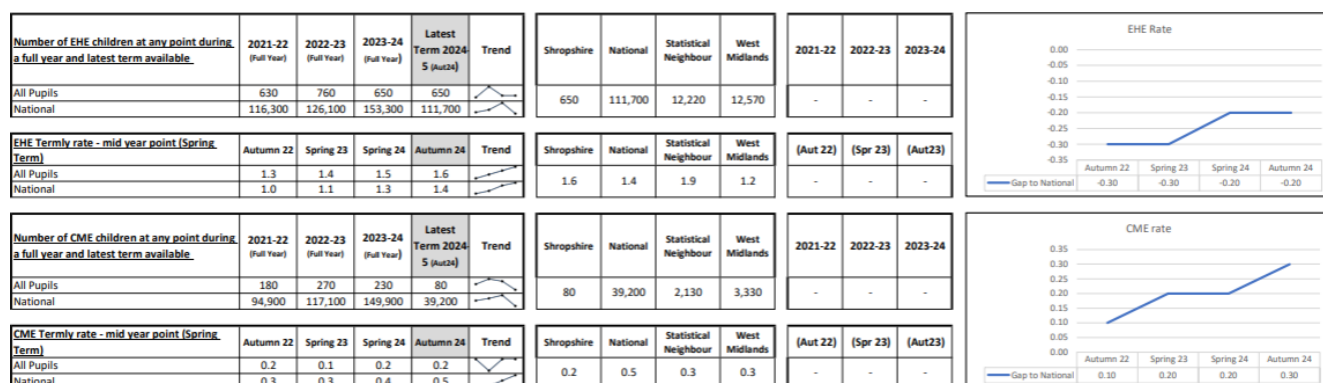 Number of EHE children at any point during a full year and latest term available 2021-22 (Full Year) 2022-23 (Full Year) 2023-24 (Full Year) Latest Term 2024-5 (Aut24) Trend Shropshire National Statistical Neighbour West Midlands 2021-22 2022-23 2023-24
All Pupils 630 760 650 650
National 116,300 126,100 153,300 111,700
650 111,700 12,220 12,570 - - -
EHE Termly rate - mid year point (Spring Term) Autumn 22 Spring 23 Spring 24 Autumn 24 Trend Shropshire National Statistical Neighbour West Midlands (Aut 22) (Spr 23) (Aut23)
All Pupils 1.3 1.4 1.5 1.6
National 1.0 1.1 1.3 1.4
1.6 1.4 1.9 1.2 - - -
EHE Rate
0.00
-0.05
-0.10
-0.15
-0.20
-0.25
-0.30
-0.35
Autumn 22 Spring 23 Spring 24 Autumn 24
Gap to National -0.30 -0.30 -0.20 -0.20
Number of CME children at any point during a full year and latest term available 2021-22 (Full Year) 2022-23 (Full Year) 2023-24 (Full Year) Latest Term 2024-5 (Aut24) Trend Shropshire National Statistical Neighbour West Midlands 2021-22 2022-23 2023-24
All Pupils 180 270 230 80
National 94,900 117,100 149,900 39,200
80 39,200 2,130 3,330 - - -
CME Termly rate - mid year point (Spring Term) Autumn 22 Spring 23 Spring 24 Autumn 24 Trend Shropshire National Statistical Neighbour West Midlands (Aut 22) (Spr 23) (Aut23)
All Pupils 0.2 0.1 0.2 0.2
National 0.3 0.3 0.4 0.5
0.2 0.5 0.3 0.3 - - -
CME rate
0.35
0.30
0.25
0.20
0.15
0.10
0.05
0.00
Autumn 22 Spring 23 Spring 24 Autumn 24
Gap to National 0.10 0.20 0.20 0.30